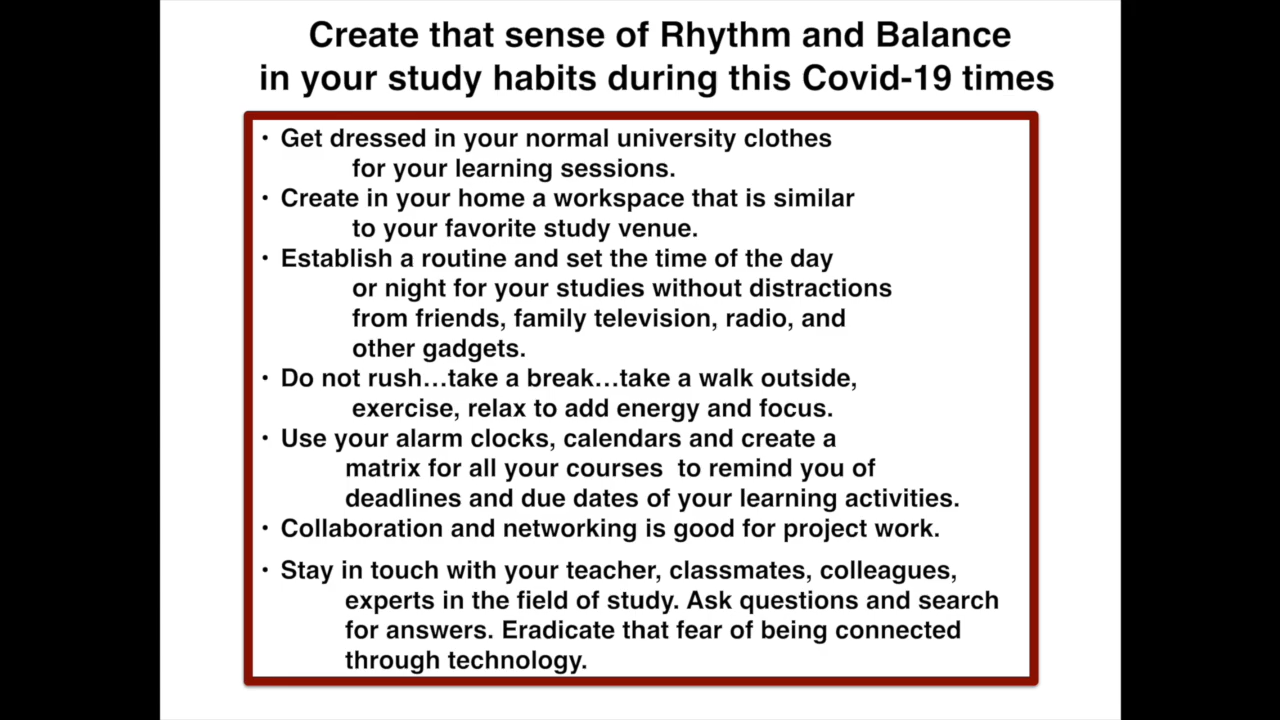 Create that sense of Rhythm and Balance
in your study habits during this Covid-19 times
• Get dressed in your normal university clothes
for your learning sessions.
• Create in your home a workspace that is similar
to your favorite study venue.
• Establish a routine and set the time of the day
or night for your studies without distractions
from friends, family television, radio, and
other gadgets.
• Do not rush...take a break...take a walk outside,
exercise, relax to add energy and focus.
• Use your alarm clocks, calendars and create a
matrix for all your courses  to remind you of
deadlines and due dates of your learning activities.
• Collaboration and networking is good for project work.
• Stay in touch with your teacher, classmates, colleagues,
experts in the field of study. Ask questions and search
for answers. Eradicate that fear of being connected
through technology.